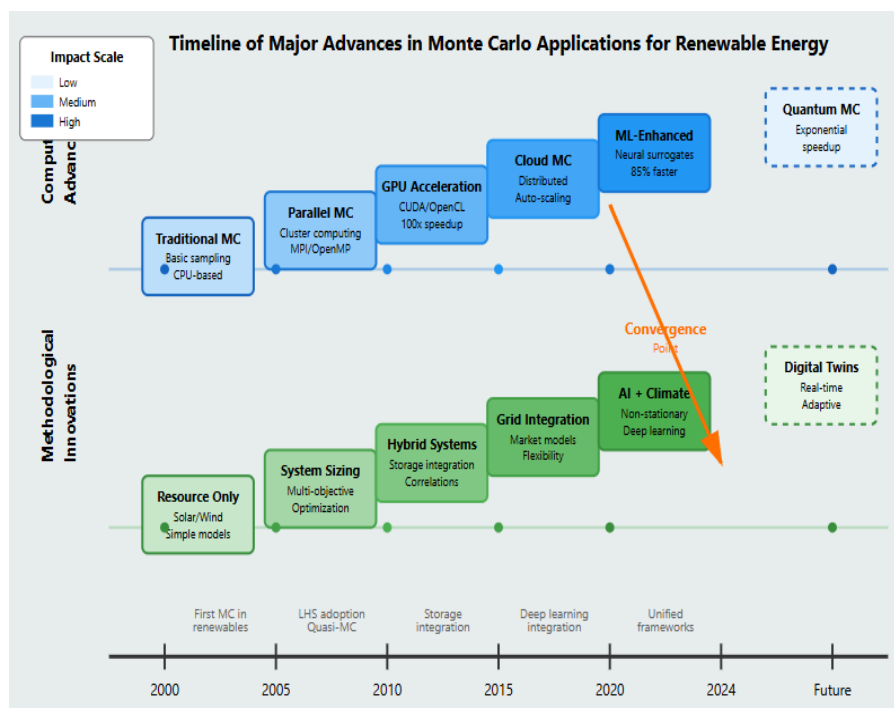 Timeline of Major Advances in Monte Carlo Applications for Renewable Energy
Impact Scale
Low
Medium
High
Advanc
Traditional MC
Basic sampling
CPU-based
Parallel MC
Cluster computing
MPI/OpenMP
GPU Acceleration
CUDA/OpenCL
100x speedup
Cloud MC
Distributed
Auto-scaling
ML-Enhanced
Neural surrogates
85% faster
Quantum MC
Exponential
speedup
Convergence
Point
Methodological
Innovations
Resource Only
Solar/Wind
Simple models
System Sizing
Multi-objective
Optimization
Hybrid Systems
Storage integration
Correlations
Grid Integration
Market models
Flexibility
AI + Climate
Non-stationary
Deep learning
Digital Twins
Real-time
Adaptive
First MC in
renewables
LHS adoption
Quasi-MC
Storage
integration
Deep learning
integration
Unified
frameworks
2000
2005
2010
2015
2020
2024
Future